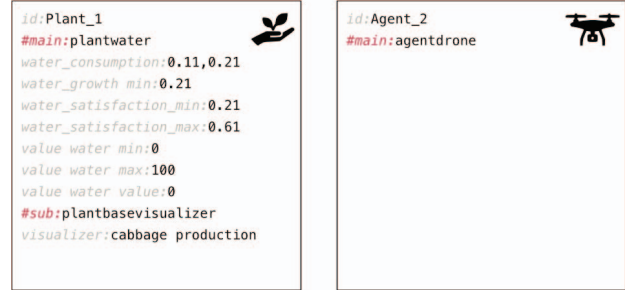 id:Plant_1
#main:plantwater
water_consumption:0.11,0.21
water_growth min:0.21
water_satisfaction_min:0.21
water_satisfaction_max:0.61
value water min:0
value water max:100
value water value:0
#sub:plantbasevisualizer
visualizer:cabbage production
id:Agent_2
#main:agentdrone